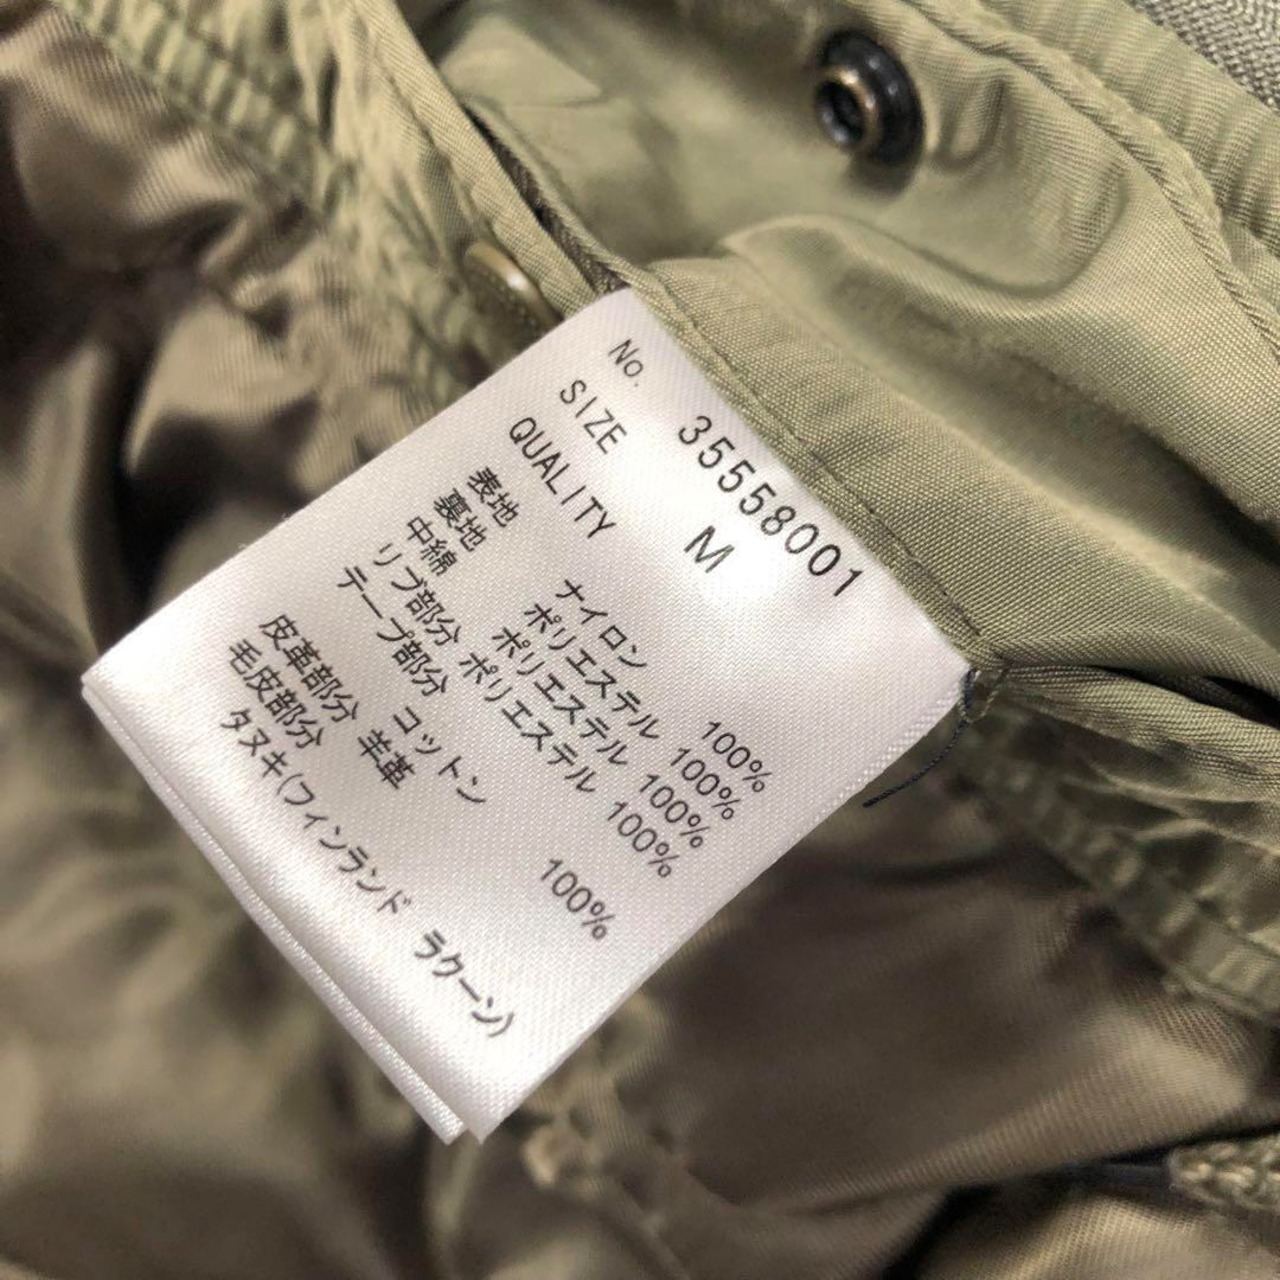 No. 35558001
SIZE M
QUALITY
表地 ナイロン 100%
裏地 ポリエステル 100%
中綿 ポリエステル 100%
リブ部分 ポリエステル 100%
テープ部分 コットン 100%
皮革部分 羊革
毛皮部分
タヌキ(フィンランド ラクーン)